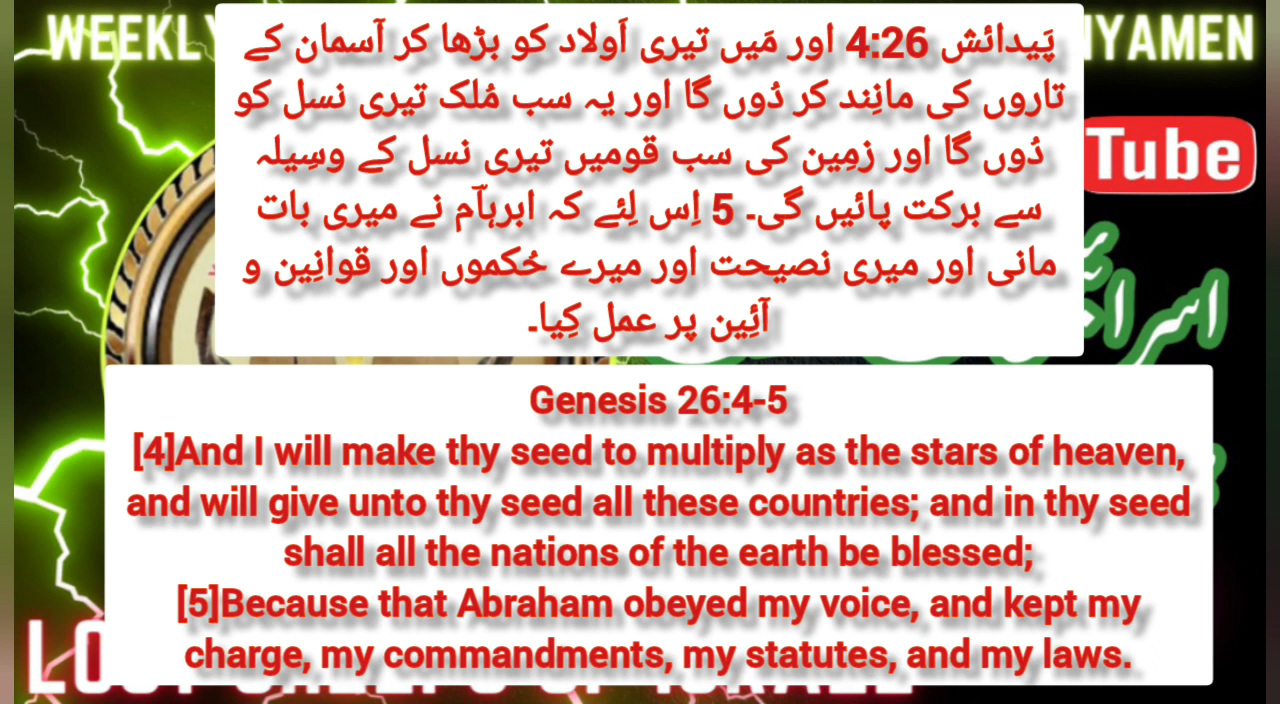 WEEKLY
NYAMEN
پَیدائش 4:26 اور مَیں تیری اَولاد کو بڑھا کر آسمان کے
تاروں کی مانِند کر دُوں گا اور یہ سب مُلک تیری نسل کو
دُوں گا اور زمِین کی سب قومیں تیری نسل کے وسِیلہ
سے برکت پائیں گی۔ 5 اِس لِئے کہ ابرہاؔم نے میری بات
مانی اور میری نصیحت اور میرے حُکموں اور قوانِین و
آئِین پر عمل کِیا۔
Tube
Genesis 26:4-5
[4]And I will make thy seed to multiply as the stars of heaven,
and will give unto thy seed all these countries; and in thy seed
shall all the nations of the earth be blessed;
[5]Because that Abraham obeyed my voice, and kept my
charge, my commandments, my statutes, and my laws.